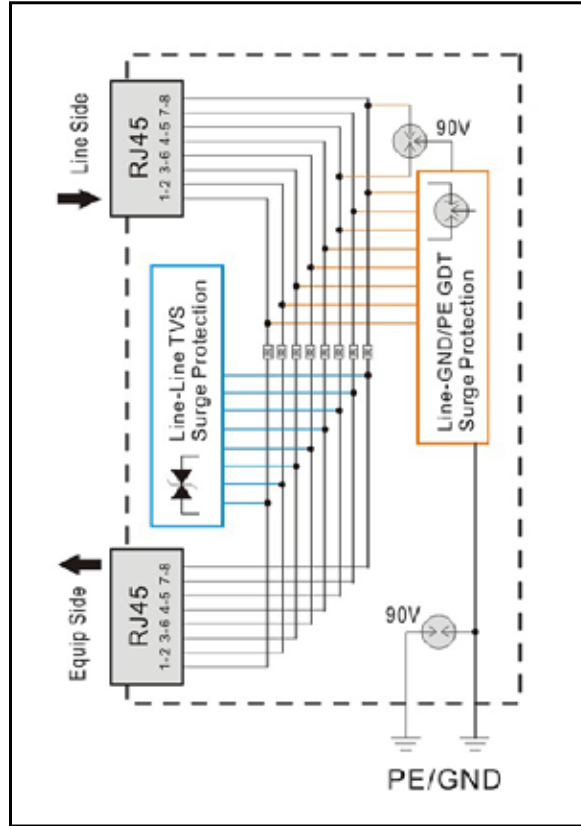 Line Side
RJ45
1-2 3-6 4-5 7-8
90V
Line-Line TVS
Surge Protection
Line-GND/PE GDT
Surge Protection
Equip Side
RJ45
1-2 3-6 4-5 7-8
90V
PE/GND